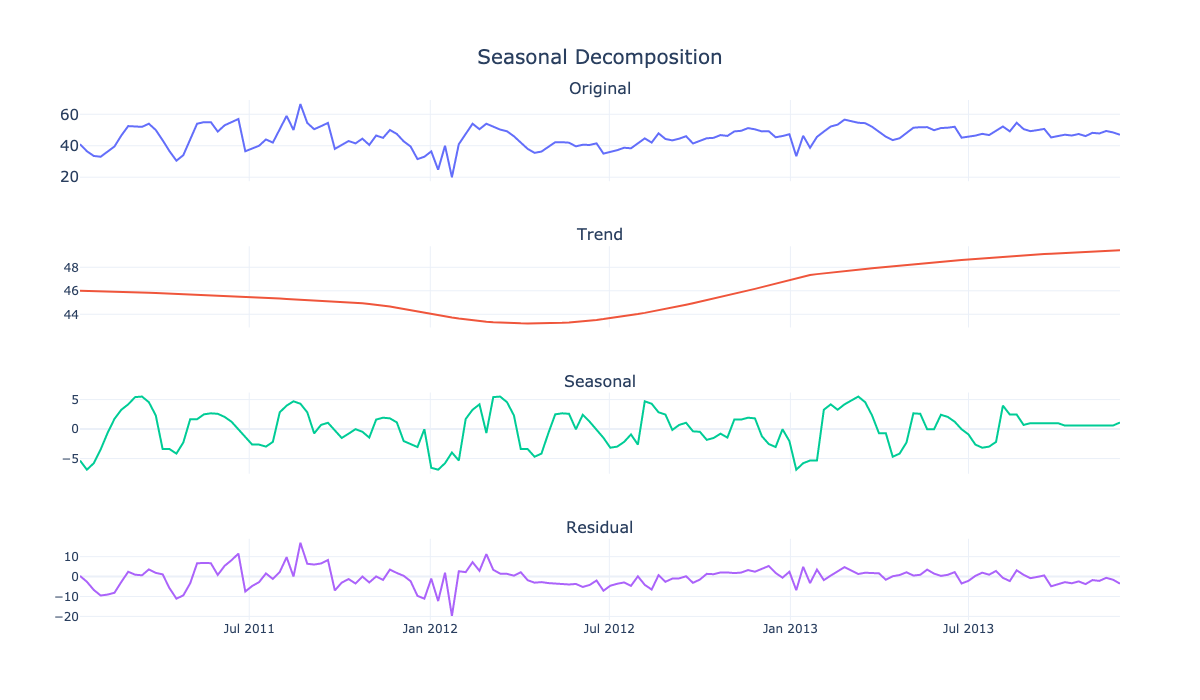 Seasonal Decomposition
Original
60
40
20
Trend
48
46
44
Seasonal
5
0
−5
Residual
10
0
−10
−20
Jul 2011 Jan 2012 Jul 2012 Jan 2013 Jul 2013